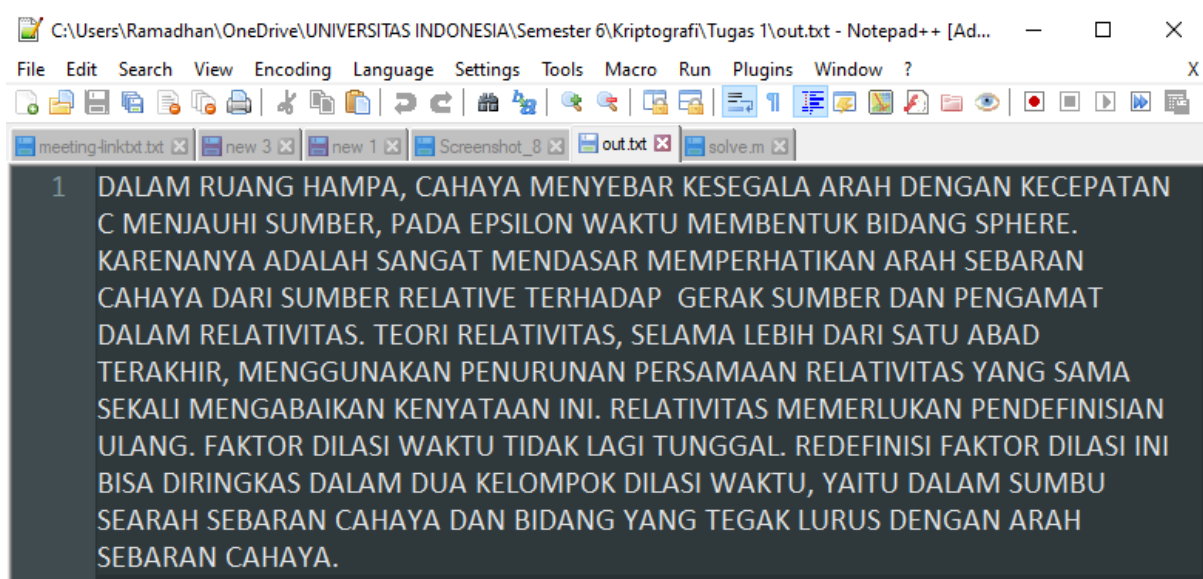 C:\Users\Ramadhan\OneDrive\UNIVERSITAS INDONESIA\Semester 6\Kriptografi\Tugas 1\out.txt - Notepad++ [Ad...
File Edit Search View Encoding Language Settings Tools Macro Run Plugins Window ? X
meeting-linktxt.txt new 3 new 1 Screenshot_8 out.txt solve.m
1 DALAM RUANG HAMPA, CAHAYA MENYEBAR KESEGALA ARAH DENGAN KECEPATAN
C MENJAUHI SUMBER, PADA EPSILON WAKTU MEMBENTUK BIDANG SPHERE.
KARENANYA ADALAH SANGAT MENDASAR MEMPERHATIKAN ARAH SEBARAN
CAHAYA DARI SUMBER RELATIVE TERHADAP  GERAK SUMBER DAN PENGAMAT
DALAM RELATIVITAS. TEORI RELATIVITAS, SELAMA LEBIH DARI SATU ABAD
TERAKHIR, MENGGUNAKAN PENURUNAN PERSAMAAN RELATIVITAS YANG SAMA
SEKALI MENGABAIKAN KENYATAAN INI. RELATIVITAS MEMERLUKAN PENDEFINISIAN
ULANG. FAKTOR DILASI WAKTU TIDAK LAGI TUNGGAL. REDEFINISI FAKTOR DILASI INI
BISA DIRINGKAS DALAM DUA KELOMPOK DILASI WAKTU, YAITU DALAM SUMBU
SEARAH SEBARAN CAHAYA DAN BIDANG YANG TEGAK LURUS DENGAN ARAH
SEBARAN CAHAYA.